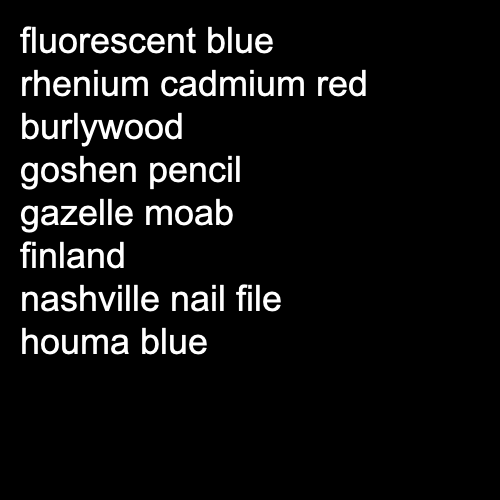 fluorescent blue
rhenium cadmium red
burlywood
goshen pencil
gazelle moab
finland
nashville nail file
houma blue